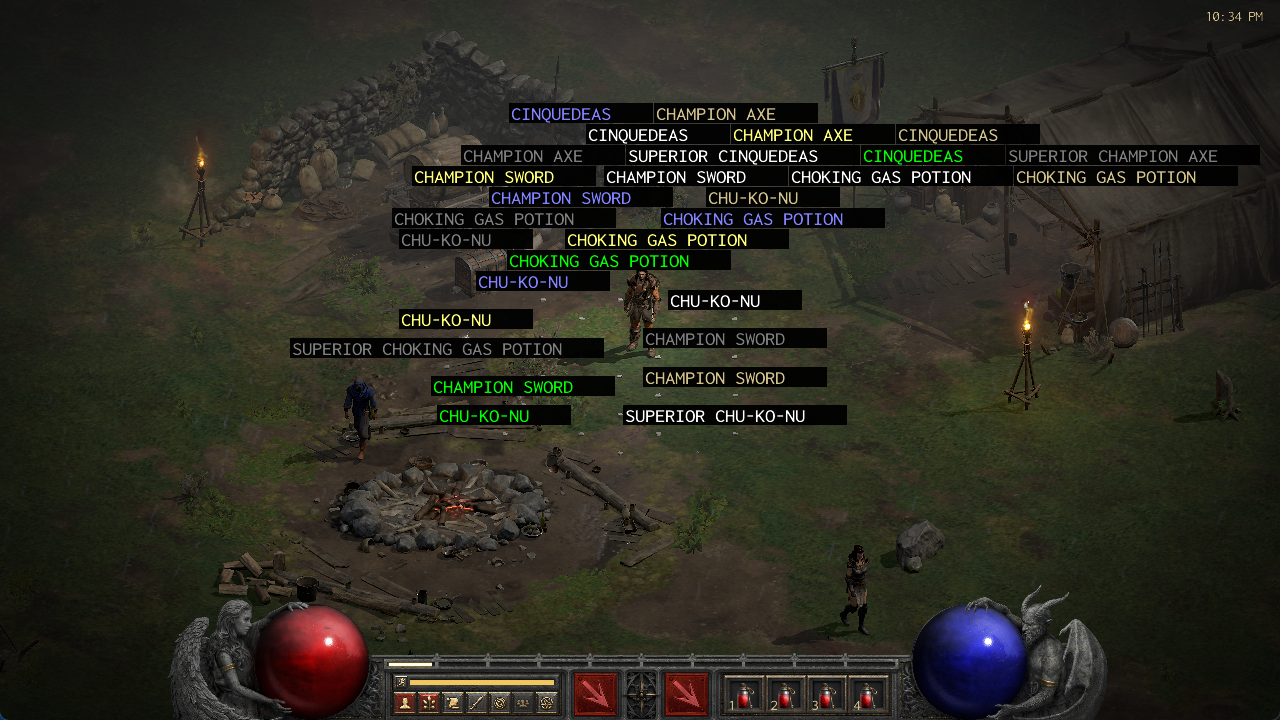 10:34 PM
CINQUEDEAS CHAMPION AXE
CINQUEDEAS CHAMPION AXE CINQUEDEAS
CHAMPION AXE SUPERIOR CINQUEDEAS CINQUEDEAS SUPERIOR CHAMPION AXE
CHAMPION SWORD CHAMPION SWORD CHOKING GAS POTION CHOKING GAS POTION
CHAMPION SWORD CHU-KO-NU
CHOKING GAS POTION CHOKING GAS POTION
CHU-KO-NU CHOKING GAS POTION
CHOKING GAS POTION
CHU-KO-NU
CHU-KO-NU
CHU-KO-NU
CHAMPION SWORD
SUPERIOR CHOKING GAS POTION
CHAMPION SWORD
CHAMPION SWORD
CHU-KO-NU SUPERIOR CHU-KO-NU
1 2 3 4